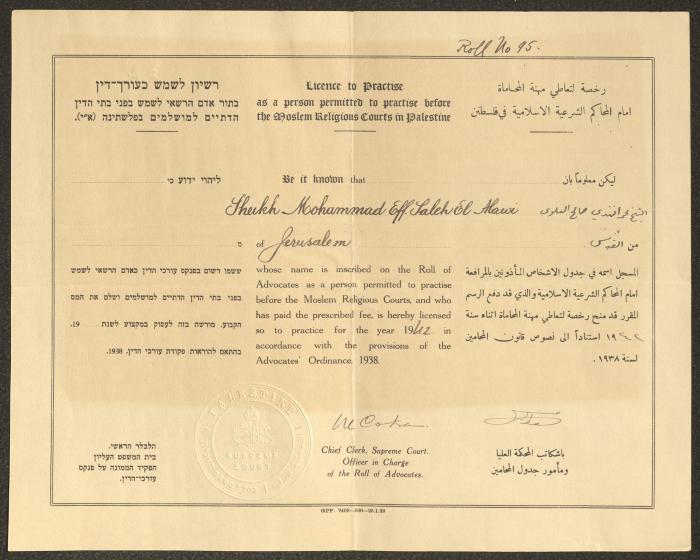 Roll No 95.
רשיון לשמש כעורך-דין
בתור אדם הרשאי לשמש בפני בתי הדין
הדתיים למושלמים בפלשתינה (א״י).
Licence to Practise
as a person permitted to practise before
the Moslem Religious Courts in Palestine
رخصة لتعاطي مهنة المحاماة
امام المحاكم الشرعية الاسلامية في فلسطين
ליהוי ידוע כי
Be it known that
ليكن معلوماً بان
Sheikh Mohammad Eff. Saleh El Alawi
الشيخ محمد افندي صالح العلوي
מ
of Jerusalem
من القدس
ששמו רשום בפנקס עורכי הדין כאדם הרשאי לשמש
בפני בתי הדין הדתיים למושלמים ושלם את המס
הקבוע, מורשה בזה לעסוק במקצוע לשנת 19
בהתאם להוראות פקודת עורכי הדין, 1938.
whose name is inscribed on the Roll of
Advocates as a person permitted to practise
before the Moslem Religious Courts, and who
has paid the prescribed fee, is hereby licensed
so to practise for the year 1942 in
accordance with the provisions of the
Advocates' Ordinance, 1938.
المسجل اسمه في جدول الاشخاص المأذونين بالمرافعة
امام المحاكم الشرعية الاسلامية والذي قد دفع الرسم
المقرر قد منح رخصة لتعاطي مهنة المحاماة اثناء سنة
١٩٤٢ استناداً الى نصوص قانون المحامين
لسنة ١٩٣٨
PALESTINE
SUPREME
COURT
הלבלר הראשי,
בית המשפט העליון
הפקיד הממונה על פנקס
עורכי-הדין.
Chief Clerk, Supreme Court.
Officer in Charge
of the Roll of Advocates.
باشكاتب المحكمة العليا
ومأمور جدول المحامين